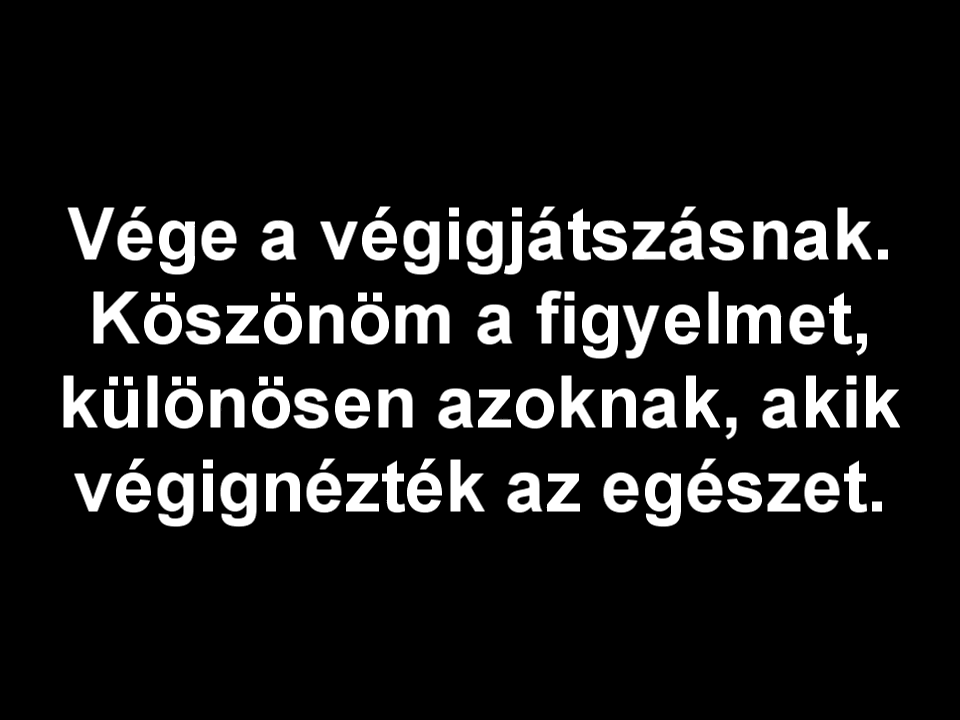 Vége a végigjátszásnak.
Köszönöm a figyelmet,
különösen azoknak, akik
végignézték az egészet.